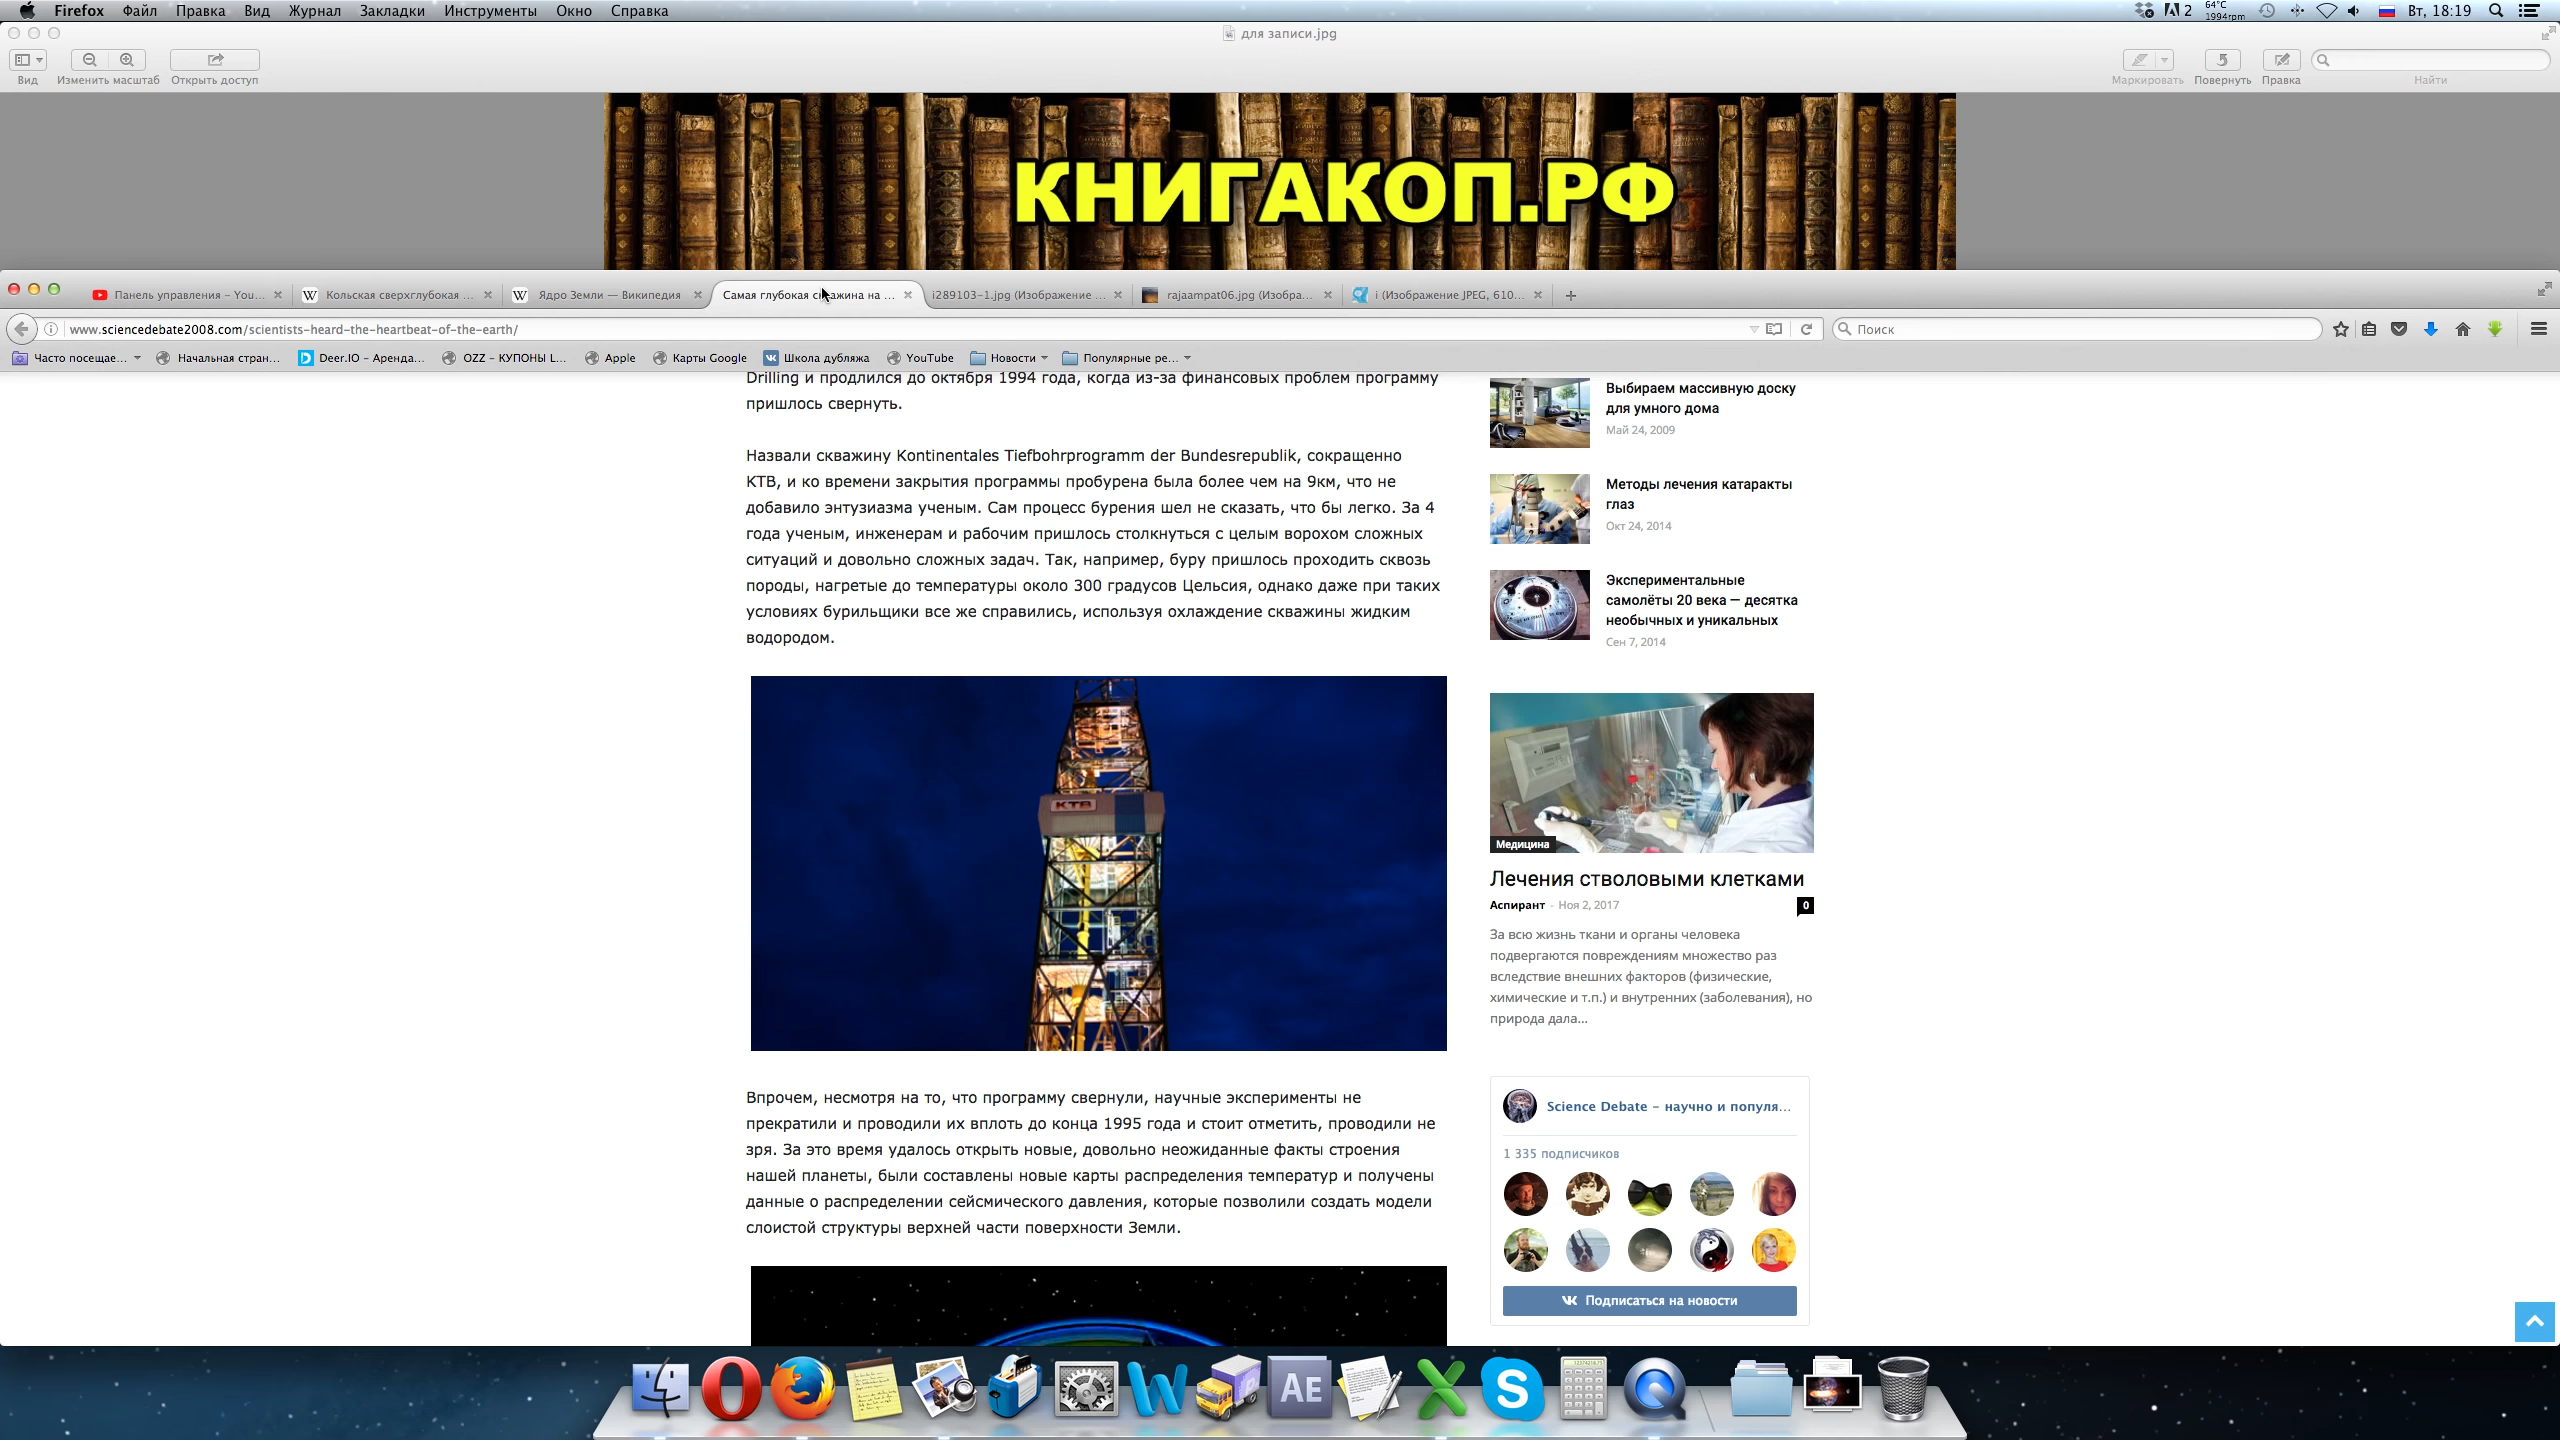 Firefox Файл Правка Вид Журнал Закладки Инструменты Окно Справка
2 64°C 1994rpm Вт, 18:19
для записи.jpg
Вид Изменить масштаб Открыть доступ
Маркировать Повернуть Правка Найти
КНИГАКОП.РФ
Панель управления – You...
Кольская сверхглубокая ...
Ядро Земли — Википедия
Самая глубокая скважина на ...
i289103-1.jpg (Изображение ...
rajaampat06.jpg (Изобра...
i (Изображение JPEG, 610...
www.sciencedebate2008.com/scientists-heard-the-heartbeat-of-the-earth/
Поиск
Часто посещае... Начальная стран... Deer.IO – Аренда... OZZ – КУПОНЫ L... Apple Карты Google Школа дубляжа YouTube Новости Популярные ре...
Drilling и продлился до октября 1994 года, когда из-за финансовых проблем программу
пришлось свернуть.
Назвали скважину Kontinentales Tiefbohrprogramm der Bundesrepublik, сокращенно
KTB, и ко времени закрытия программы пробурена была более чем на 9км, что не
добавило энтузиазма ученым. Сам процесс бурения шел не сказать, что бы легко. За 4
года ученым, инженерам и рабочим пришлось столкнуться с целым ворохом сложных
ситуаций и довольно сложных задач. Так, например, буру пришлось проходить сквозь
породы, нагретые до температуры около 300 градусов Цельсия, однако даже при таких
условиях бурильщики все же справились, используя охлаждение скважины жидким
водородом.
KTB
Впрочем, несмотря на то, что программу свернули, научные эксперименты не
прекратили и проводили их вплоть до конца 1995 года и стоит отметить, проводили не
зря. За это время удалось открыть новые, довольно неожиданные факты строения
нашей планеты, были составлены новые карты распределения температур и получены
данные о распределении сейсмического давления, которые позволили создать модели
слоистой структуры верхней части поверхности Земли.
Выбираем массивную доску
для умного дома
Май 24, 2009
Методы лечения катаракты
глаз
Окт 24, 2014
Экспериментальные
самолёты 20 века — десятка
необычных и уникальных
Сен 7, 2014
Медицина
Лечения стволовыми клетками
Аспирант - Ноя 2, 2017
0
За всю жизнь ткани и органы человека
подвергаются повреждениям множество раз
вследствие внешних факторов (физические,
химические и т.п.) и внутренних (заболевания), но
природа дала...
Science Debate – научно и популя...
1 335 подписчиков
Подписаться на новости
AE